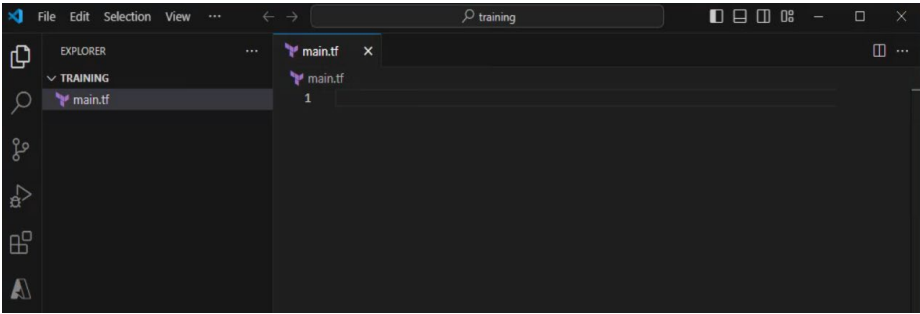 File Edit Selection View ··· training
EXPLORER ···
TRAINING
main.tf
main.tf
main.tf
1